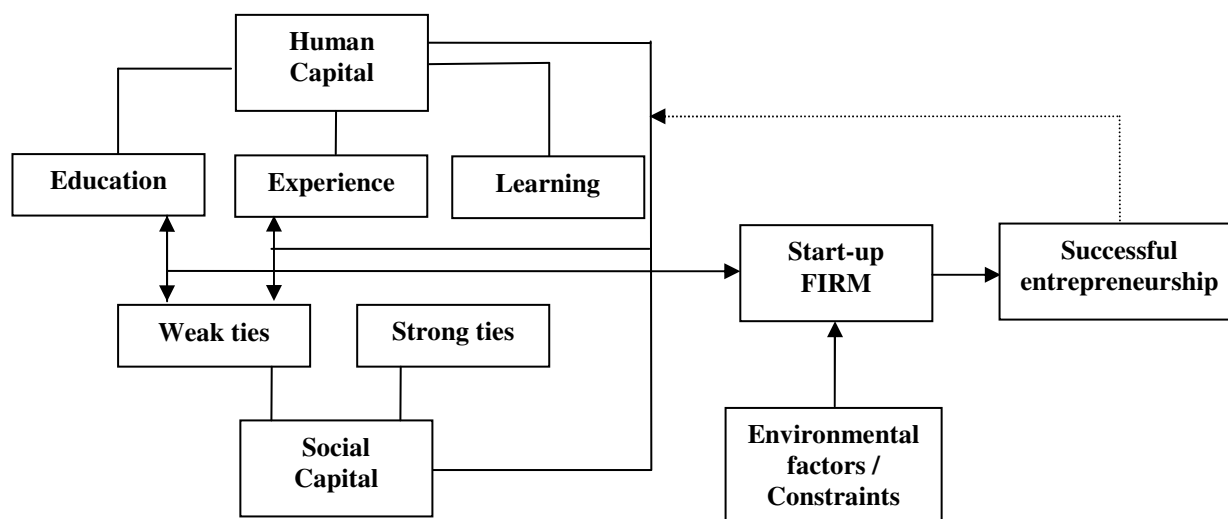 Human
Capital
Education
Experience
Learning
Start-up
FIRM
Successful
entrepreneurship
Weak ties
Strong ties
Social
Capital
Environmental
factors /
Constraints